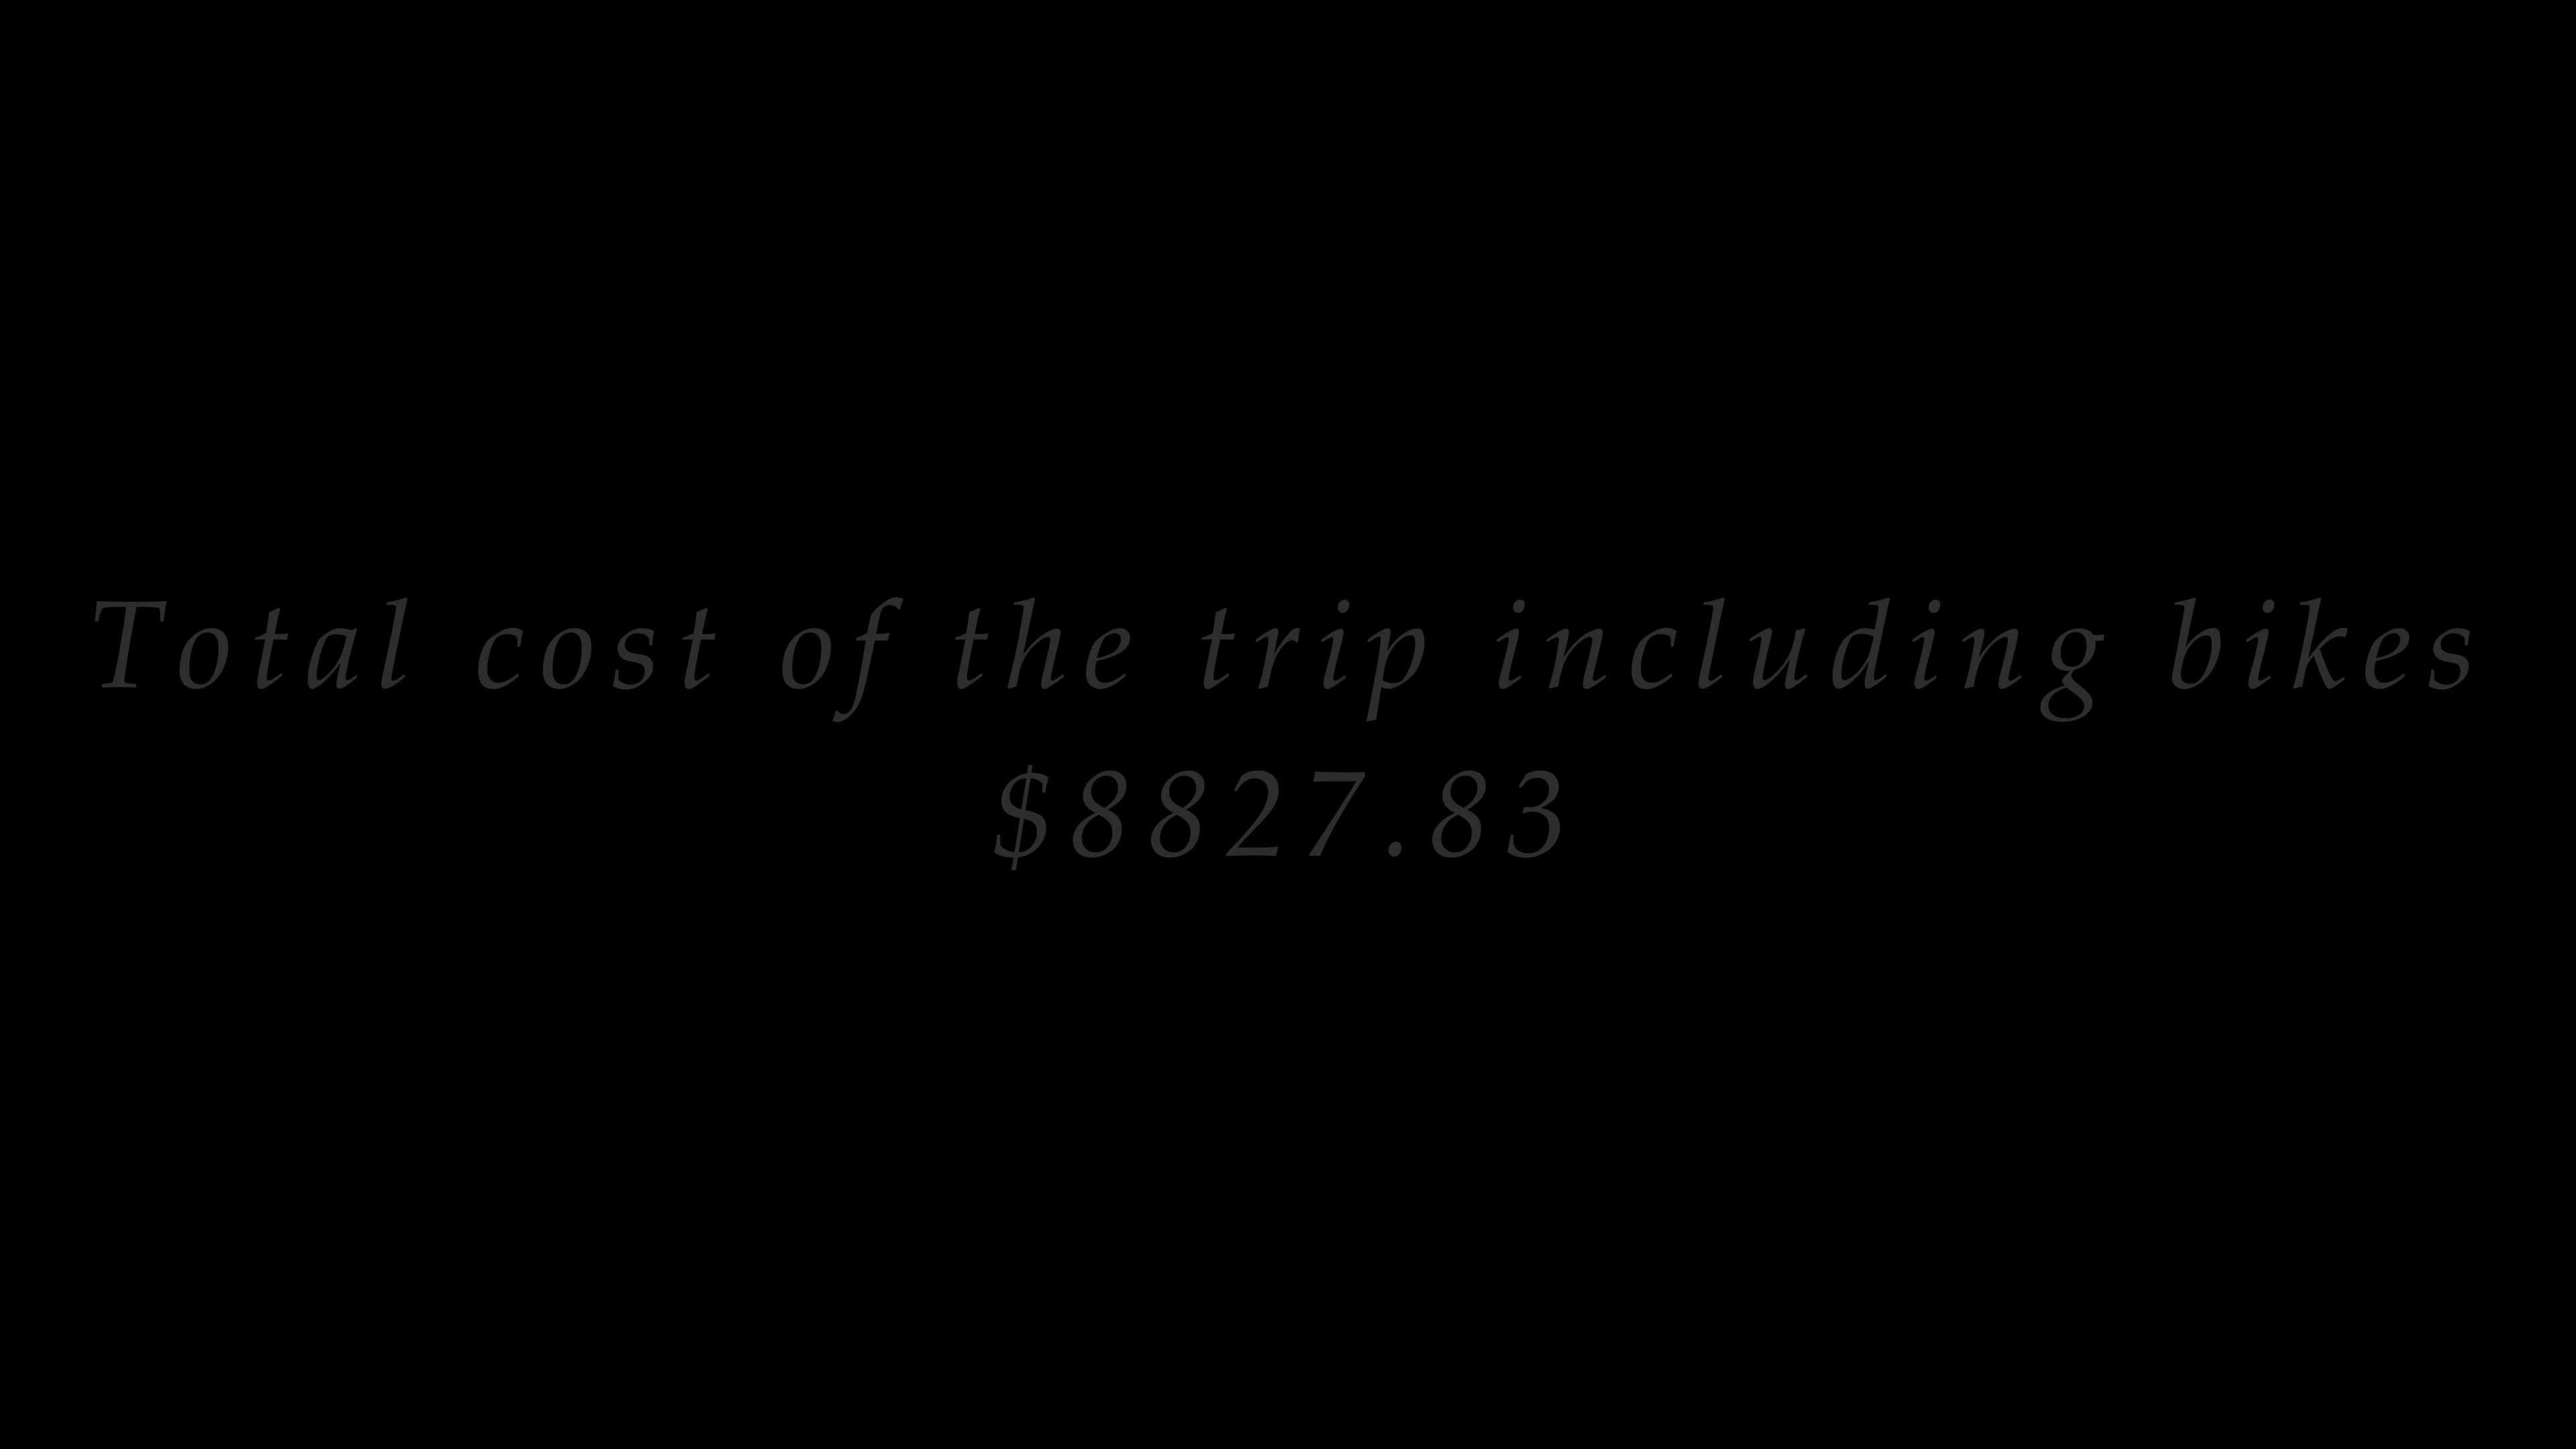 Total cost of the trip including bikes
$8827.83